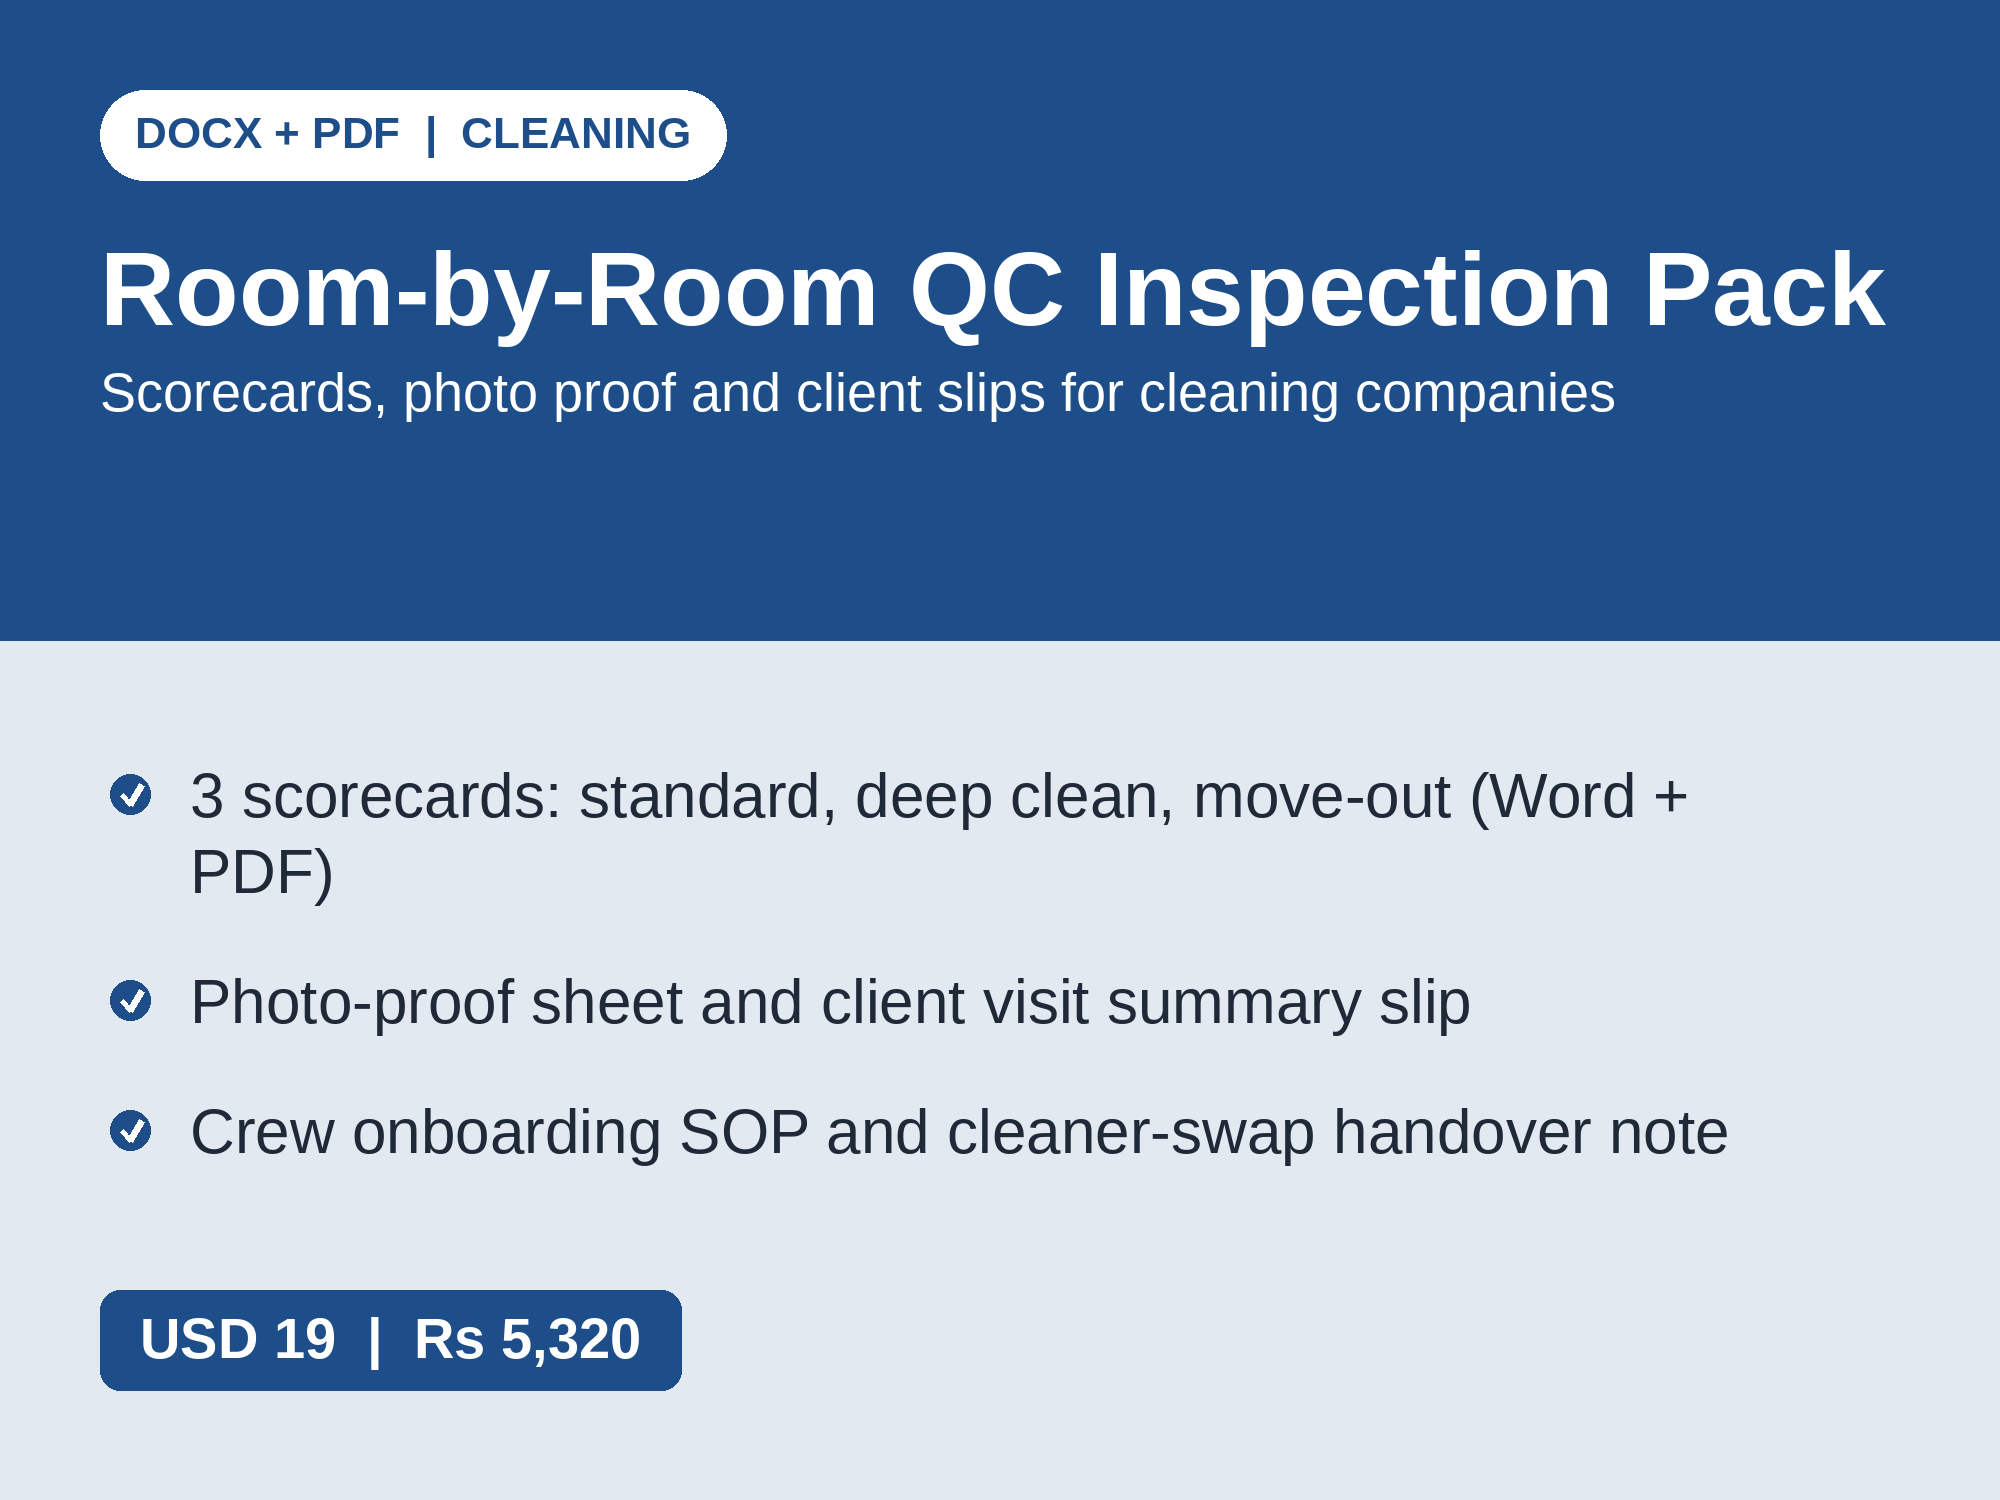 DOCX + PDF | CLEANING
Room-by-Room QC Inspection Pack
Scorecards, photo proof and client slips for cleaning companies
3 scorecards: standard, deep clean, move-out (Word +
PDF)
Photo-proof sheet and client visit summary slip
Crew onboarding SOP and cleaner-swap handover note
USD 19 | Rs 5,320